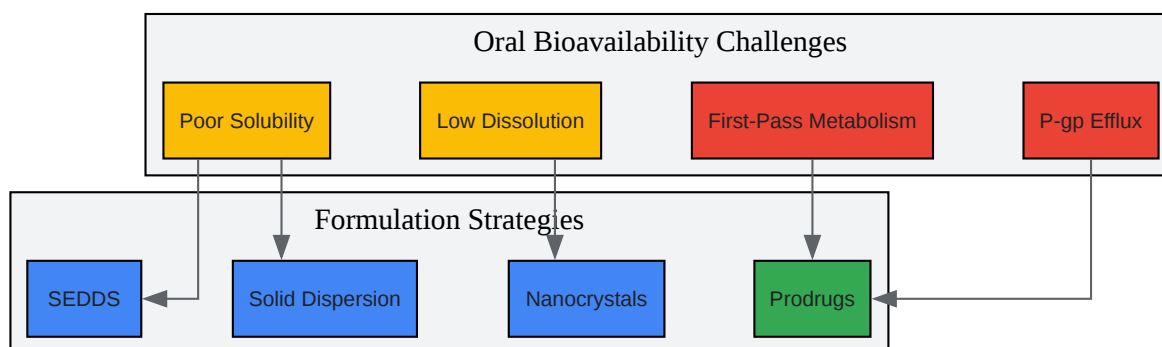 Oral Bioavailability Challenges
Poor Solubility
Low Dissolution
First-Pass Metabolism
P-gp Efflux
Formulation Strategies
SEDDS
Solid Dispersion
Nanocrystals
Prodrugs